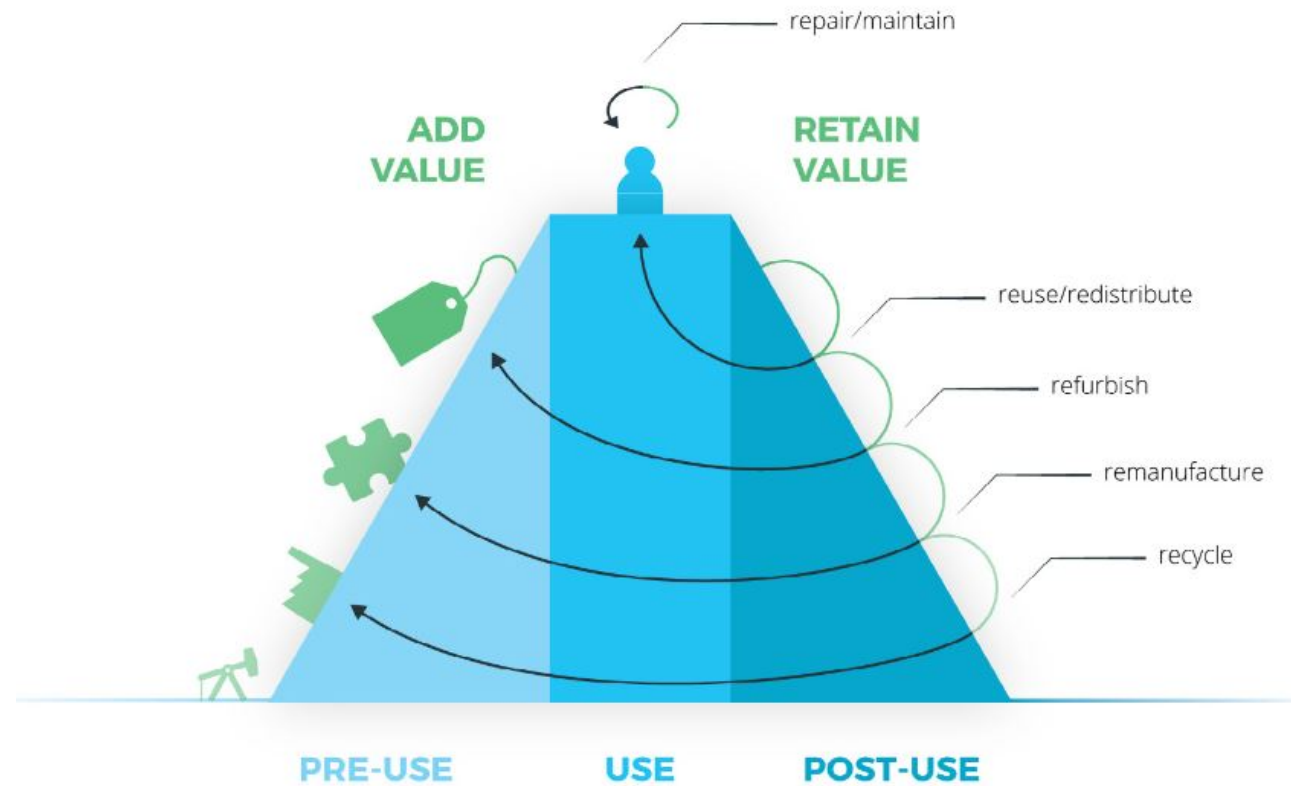 repair/maintain
ADD
VALUE
RETAIN
VALUE
reuse/redistribute
refurbish
remanufacture
recycle
PRE-USE
USE
POST-USE